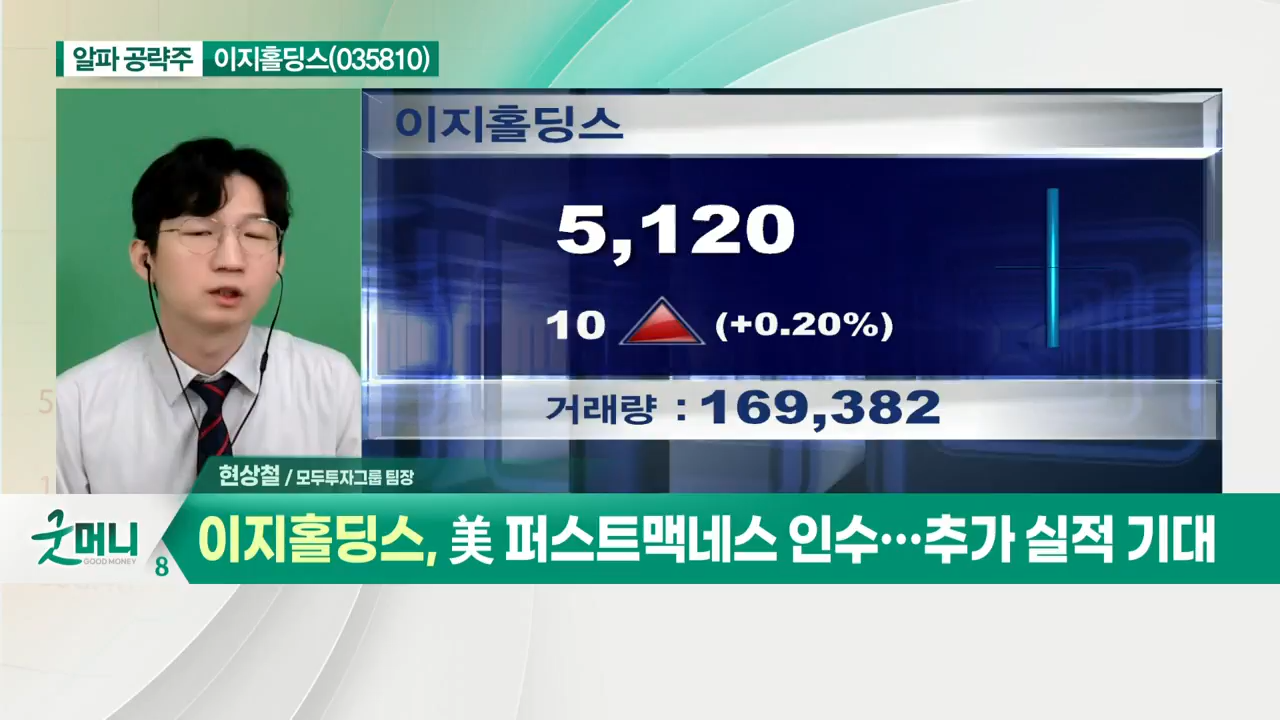 알파 공략주 이지홀딩스(035810)
이지홀딩스
5,120
10 ▲ (+0.20%)
거래량 : 169,382
현상철 / 모두투자그룹 팀장
굿머니
GOOD MONEY
8
이지홀딩스, 美 퍼스트맥네스 인수…추가 실적 기대
5
1